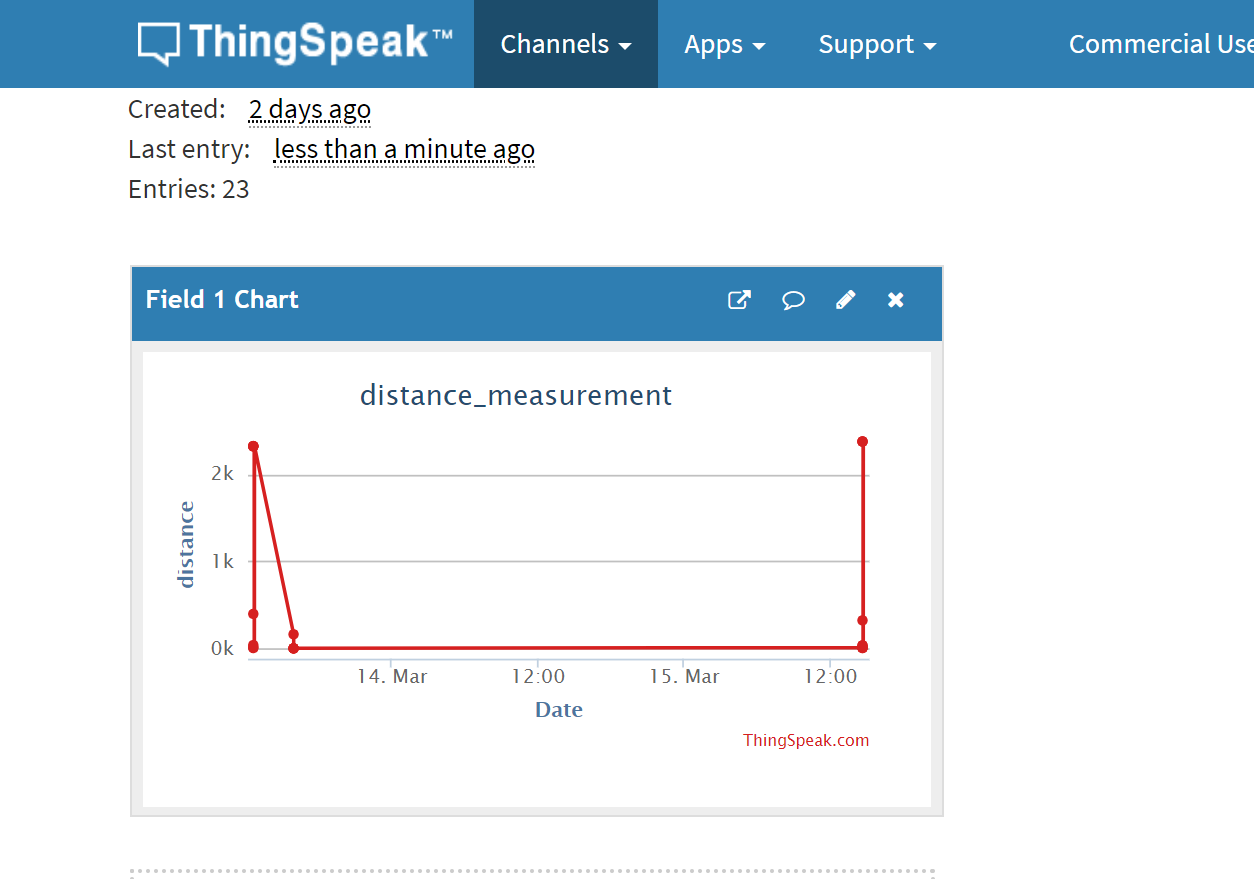 ThingSpeak™ Channels Apps Support Commercial Use
Created: 2 days ago
Last entry: less than a minute ago
Entries: 23
Field 1 Chart
distance_measurement
2k
1k
0k
distance
14. Mar 12:00 15. Mar 12:00
Date
ThingSpeak.com